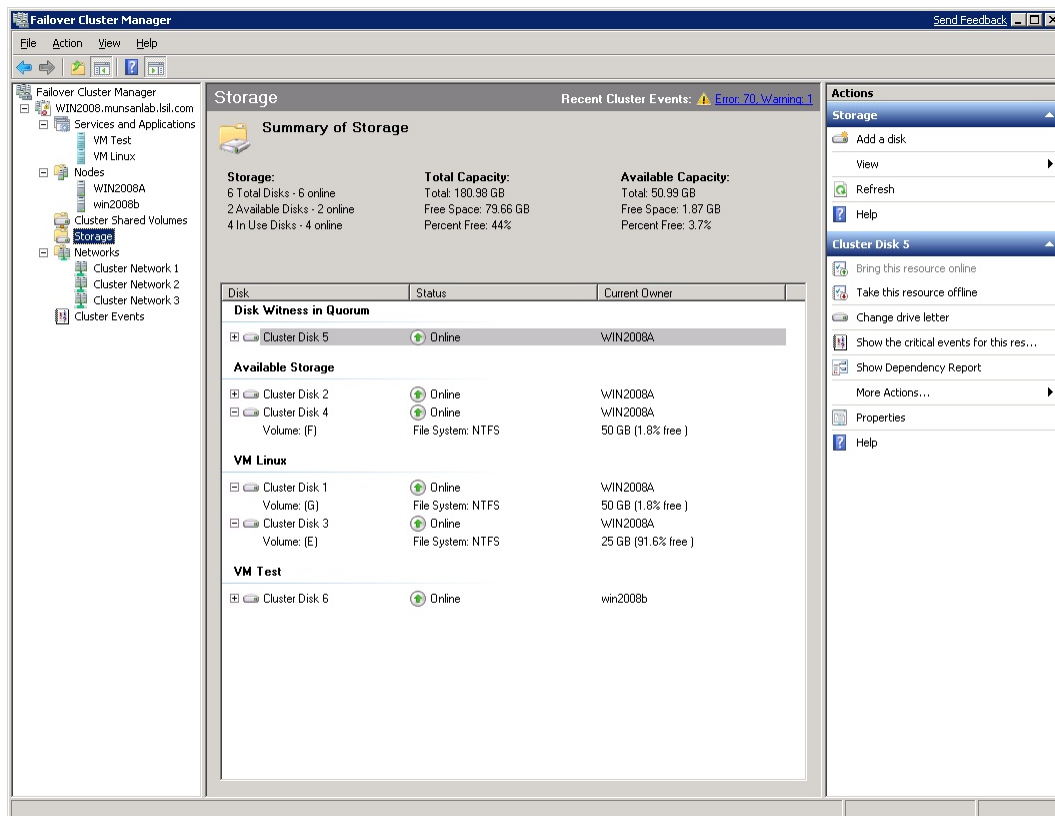 Failover Cluster Manager
Send Feedback
File Action View Help
Failover Cluster Manager
WIN2008.munsanlab.lsil.com
Services and Applications
VM Test
VM Linux
Nodes
WIN2008A
win2008b
Cluster Shared Volumes
Storage
Networks
Cluster Network 1
Cluster Network 2
Cluster Network 3
Cluster Events
Storage
Recent Cluster Events: Error: 70, Warning: 1
Summary of Storage
Storage:
6 Total Disks - 6 online
2 Available Disks - 2 online
4 In Use Disks - 4 online
Total Capacity:
Total: 180.98 GB
Free Space: 79.66 GB
Percent Free: 44%
Available Capacity:
Total: 50.99 GB
Free Space: 1.87 GB
Percent Free: 3.7%
Disk Status Current Owner
Disk Witness in Quorum
Cluster Disk 5 Online WIN2008A
Available Storage
Cluster Disk 2 Online WIN2008A
Cluster Disk 4 Online WIN2008A
Volume: (F) File System: NTFS 50 GB (1.8% free )
VM Linux
Cluster Disk 1 Online WIN2008A
Volume: (G) File System: NTFS 50 GB (1.8% free )
Cluster Disk 3 Online WIN2008A
Volume: (E) File System: NTFS 25 GB (91.6% free )
VM Test
Cluster Disk 6 Online win2008b
Actions
Storage
Add a disk
View
Refresh
Help
Cluster Disk 5
Bring this resource online
Take this resource offline
Change drive letter
Show the critical events for this res...
Show Dependency Report
More Actions...
Properties
Help